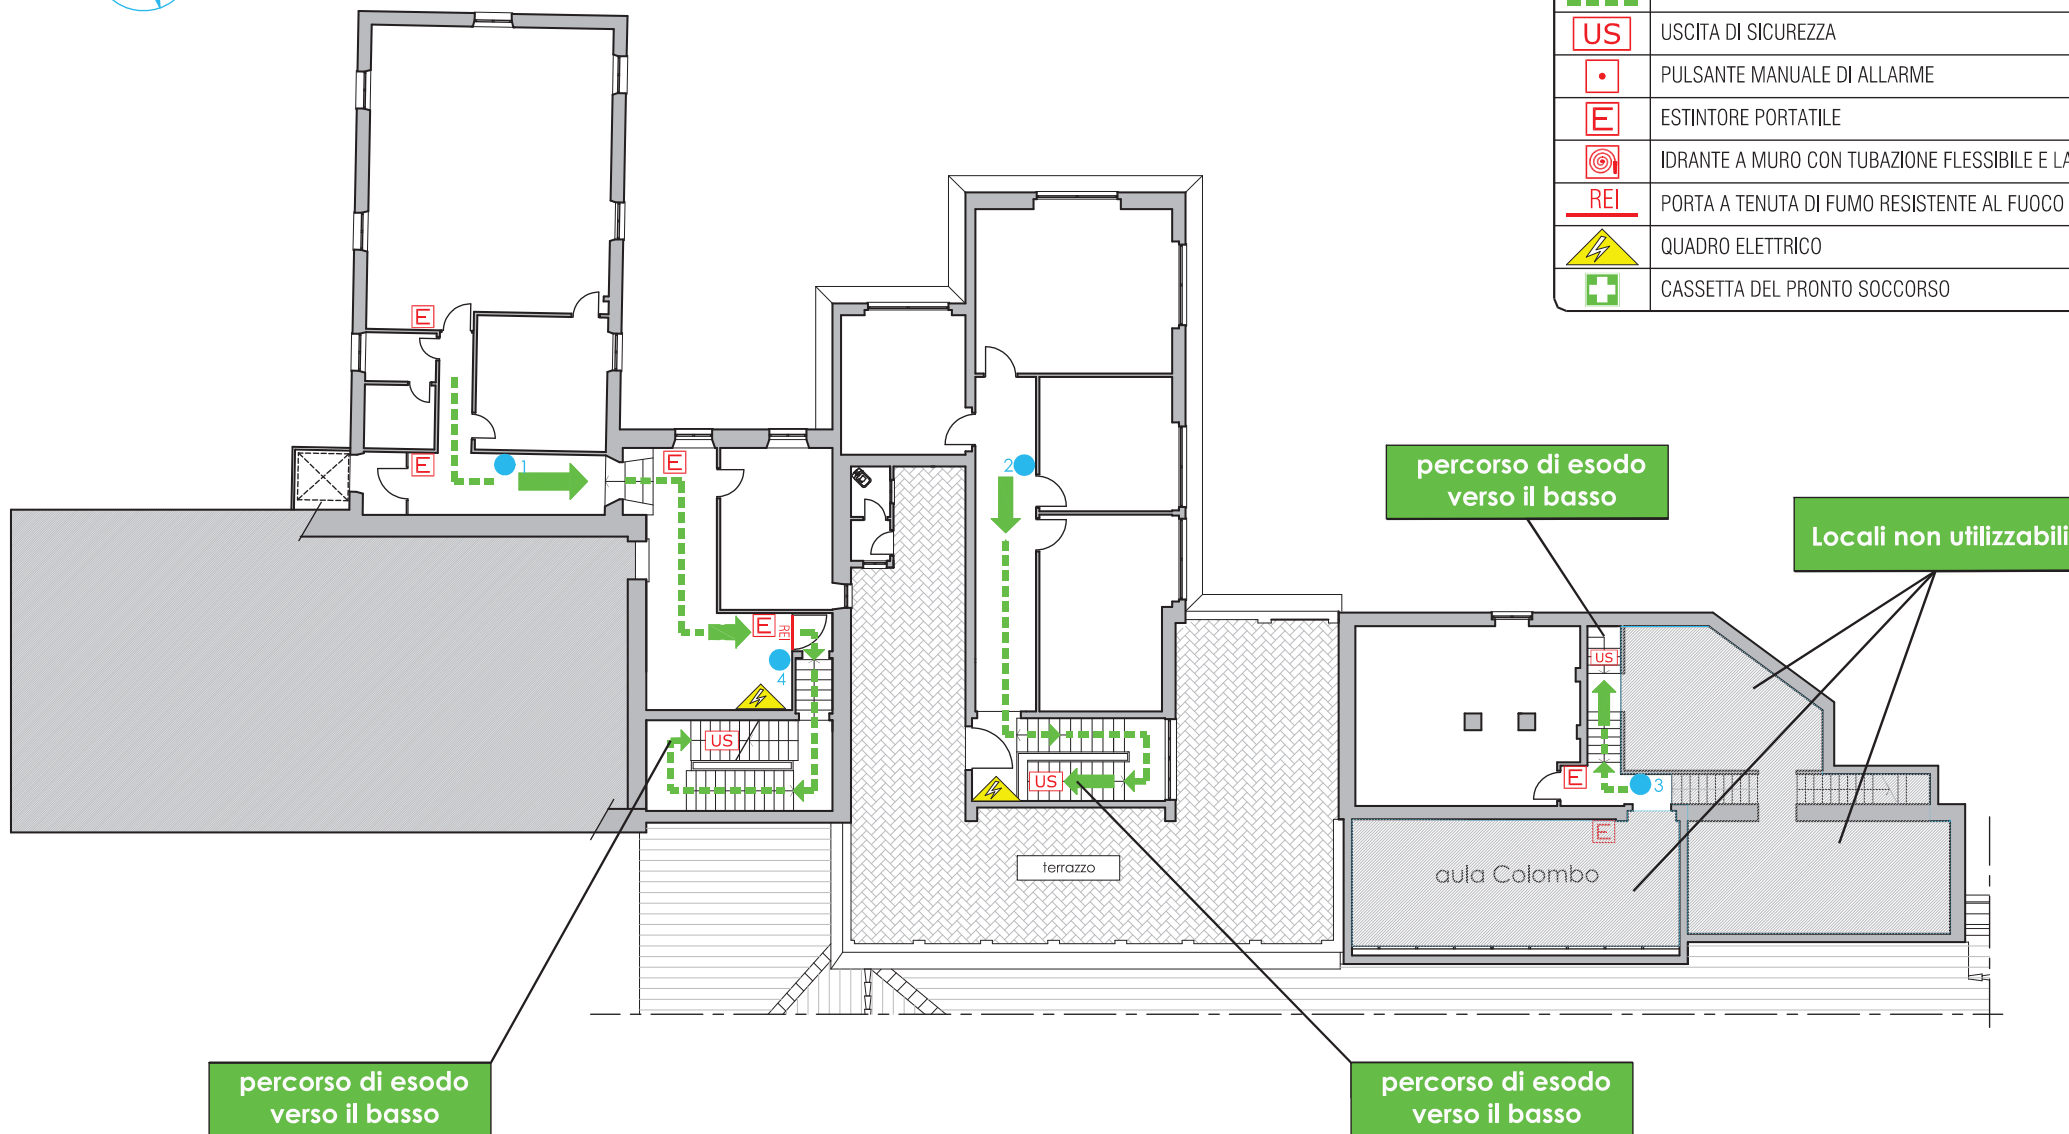 US USCITA DI SICUREZZA
PULSANTE MANUALE DI ALLARME
E ESTINTORE PORTATILE
IDRANTE A MURO CON TUBAZIONE FLESSIBILE E LA
REI PORTA A TENUTA DI FUMO RESISTENTE AL FUOCO
QUADRO ELETTRICO
CASSETTA DEL PRONTO SOCCORSO
E
E
1
E
2
percorso di esodo
verso il basso
Locali non utilizzabili
E
REI
4
US
US
US
E
3
E
aula Colombo
terrazzo
percorso di esodo
verso il basso
percorso di esodo
verso il basso